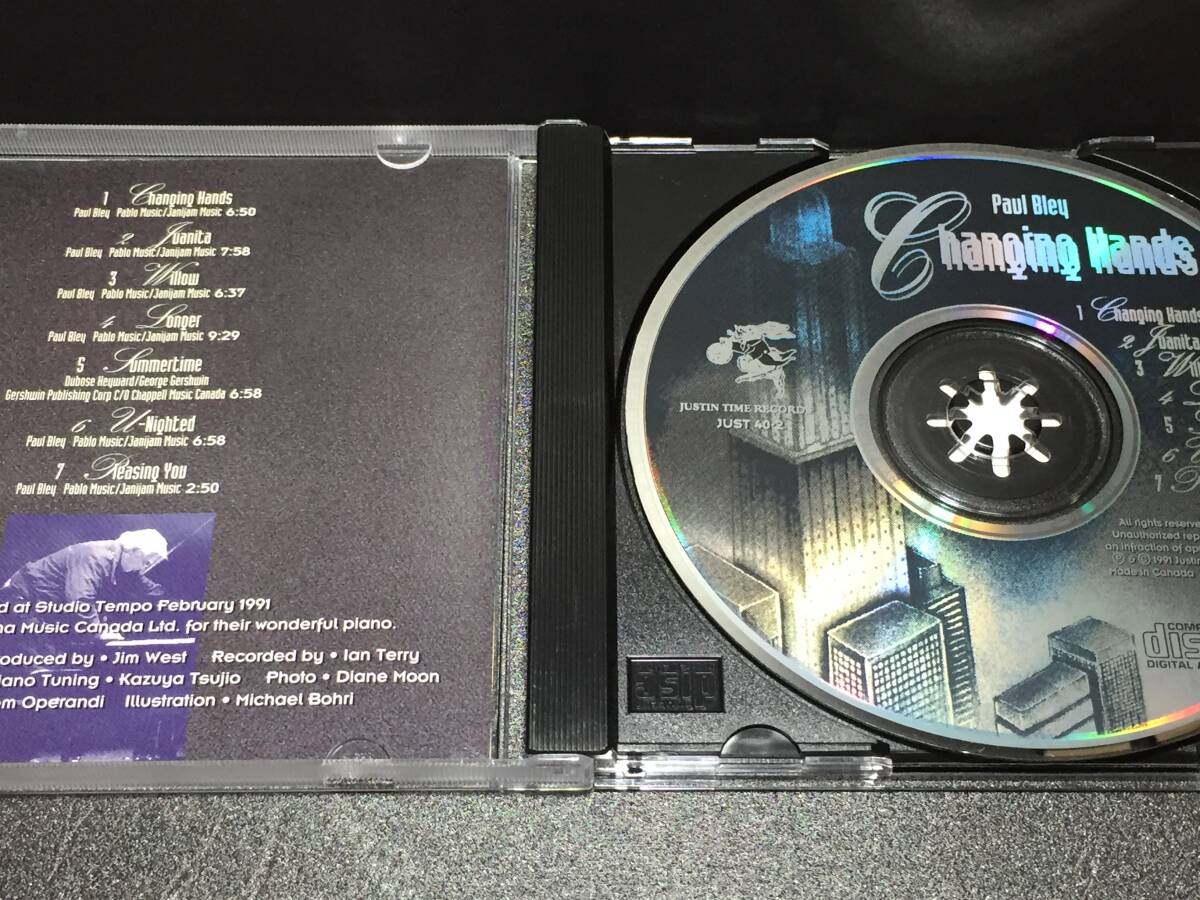 1 Changing Hands
Paul Bley Pablo Music/Janijam Music 6:50
2 Juanita
Paul Bley Pablo Music/Janijam Music 7:58
3 Willow
Paul Bley Pablo Music/Janijam Music 6:37
4 Longer
Paul Bley Pablo Music/Janijam Music 9:29
5 Summertime
Dubose Heyward/George Gershwin
Gershwin Publishing Corp C/O Chappell Music Canada 6:58
6 U-Nighted
Paul Bley Pablo Music/Janijam Music 6:58
7 Pleasing You
Paul Bley Pablo Music/Janijam Music 2:50
at Studio Tempo February 1991
Music Canada Ltd. for their wonderful piano.
roduced by • Jim West Recorded by • Ian Terry
iano Tuning • Kazuya Tsujio Photo • Diane Moon
em Operandi Illustration • Michael Bohri
Paul Bley
Changing Hands
1 Changing Hands
2 Juanita
3
4
5
6
7
JUSTIN TIME RECORDS
JUST 40-2
All rights reserve
Unauthorized rep
an infraction of
℗ & © 1991 Justin
Made in Canada
COMP
disc
DIGITAL A